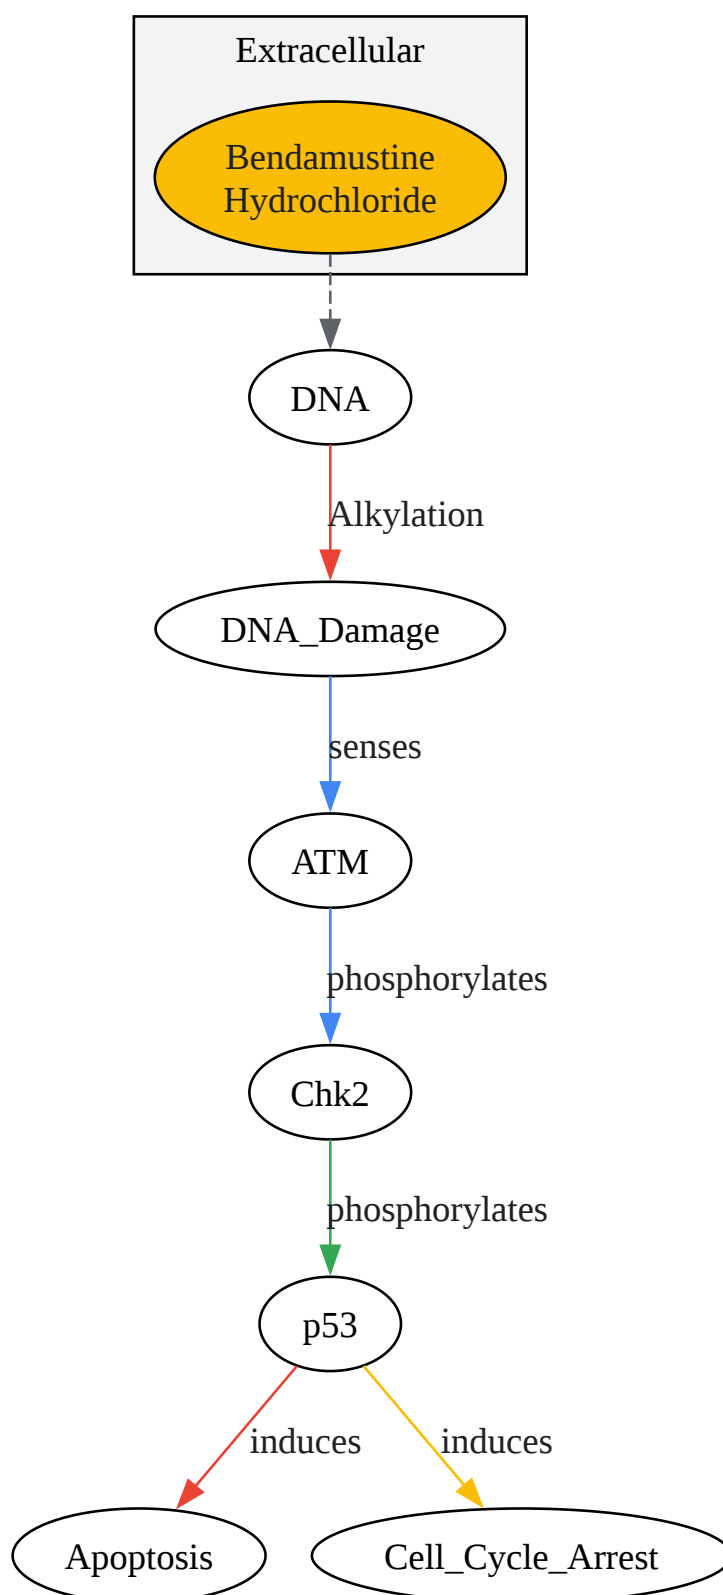 Extracellular
Bendamustine
Hydrochloride
DNA
Alkylation
DNA_Damage
senses
ATM
phosphorylates
Chk2
phosphorylates
p53
induces
induces
Apoptosis
Cell_Cycle_Arrest